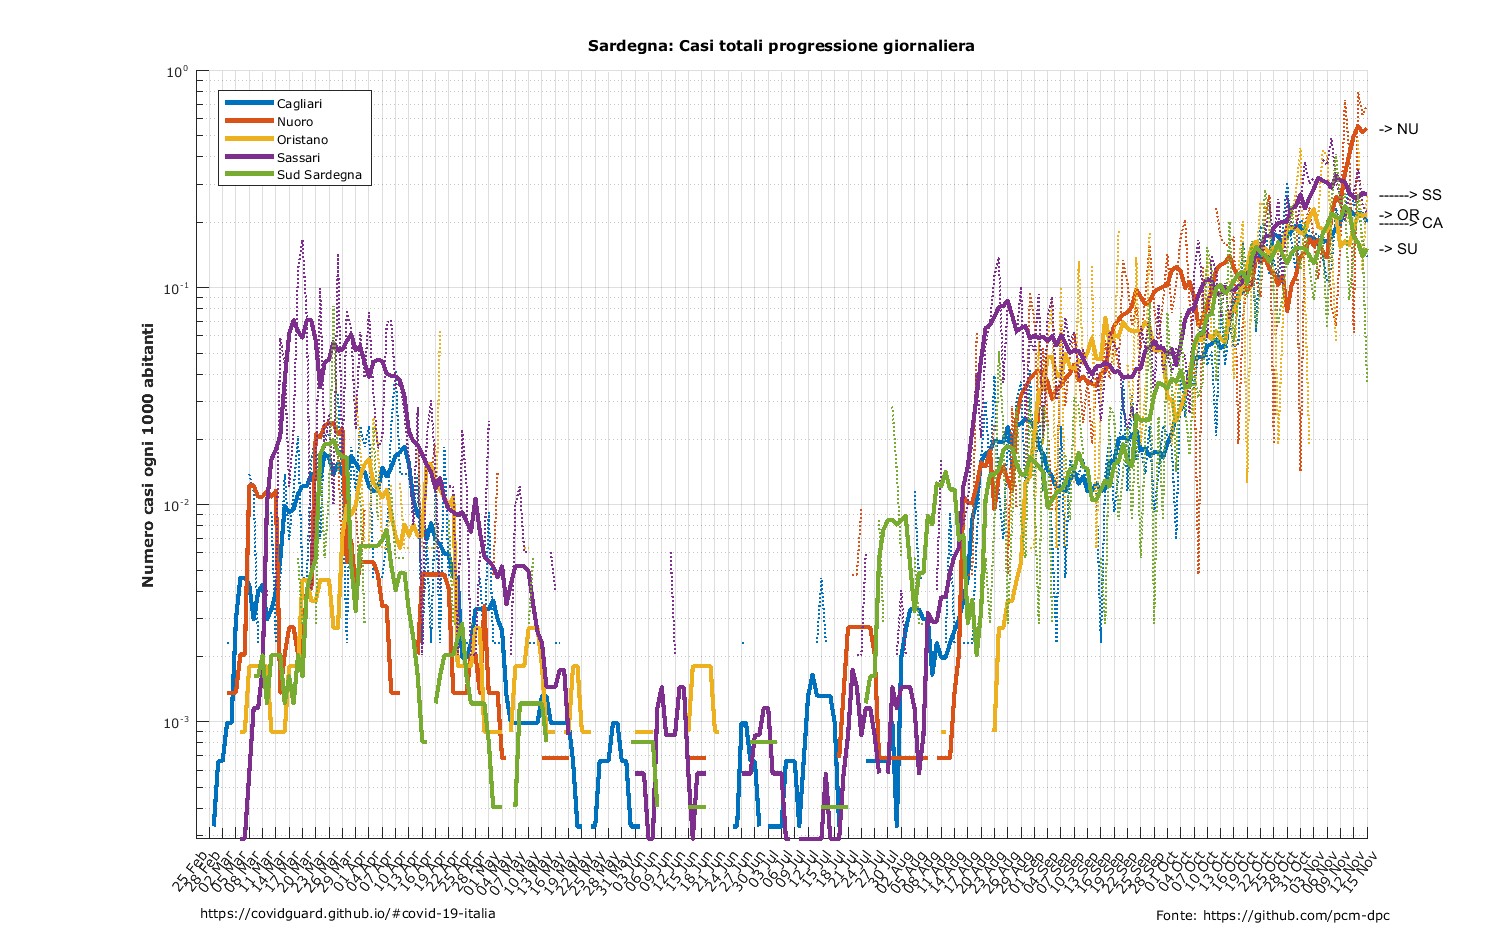 Sardegna: Casi totali progressione giornaliera
Cagliari
Nuoro
Oristano
Sassari
Sud Sardegna
Numero casi ogni 1000 abitanti
10⁰
10⁻¹
10⁻²
10⁻³
-> NU
------> SS
-> OR
------> CA
-> SU
25 Feb
28 Feb
02 Mar
05 Mar
08 Mar
11 Mar
14 Mar
17 Mar
20 Mar
23 Mar
26 Mar
29 Mar
01 Apr
04 Apr
07 Apr
10 Apr
13 Apr
16 Apr
19 Apr
22 Apr
25 Apr
28 Apr
01 May
04 May
07 May
10 May
13 May
16 May
19 May
22 May
25 May
28 May
31 May
03 Jun
06 Jun
09 Jun
12 Jun
15 Jun
18 Jun
21 Jun
24 Jun
27 Jun
30 Jun
03 Jul
06 Jul
09 Jul
12 Jul
15 Jul
18 Jul
21 Jul
24 Jul
27 Jul
30 Jul
02 Aug
05 Aug
08 Aug
11 Aug
14 Aug
17 Aug
20 Aug
23 Aug
26 Aug
29 Aug
01 Sep
04 Sep
07 Sep
10 Sep
13 Sep
16 Sep
19 Sep
22 Sep
25 Sep
28 Sep
01 Oct
04 Oct
07 Oct
10 Oct
13 Oct
16 Oct
19 Oct
22 Oct
25 Oct
28 Oct
31 Oct
03 Nov
06 Nov
09 Nov
12 Nov
15 Nov
https://covidguard.github.io/#covid-19-italia
Fonte: https://github.com/pcm-dpc